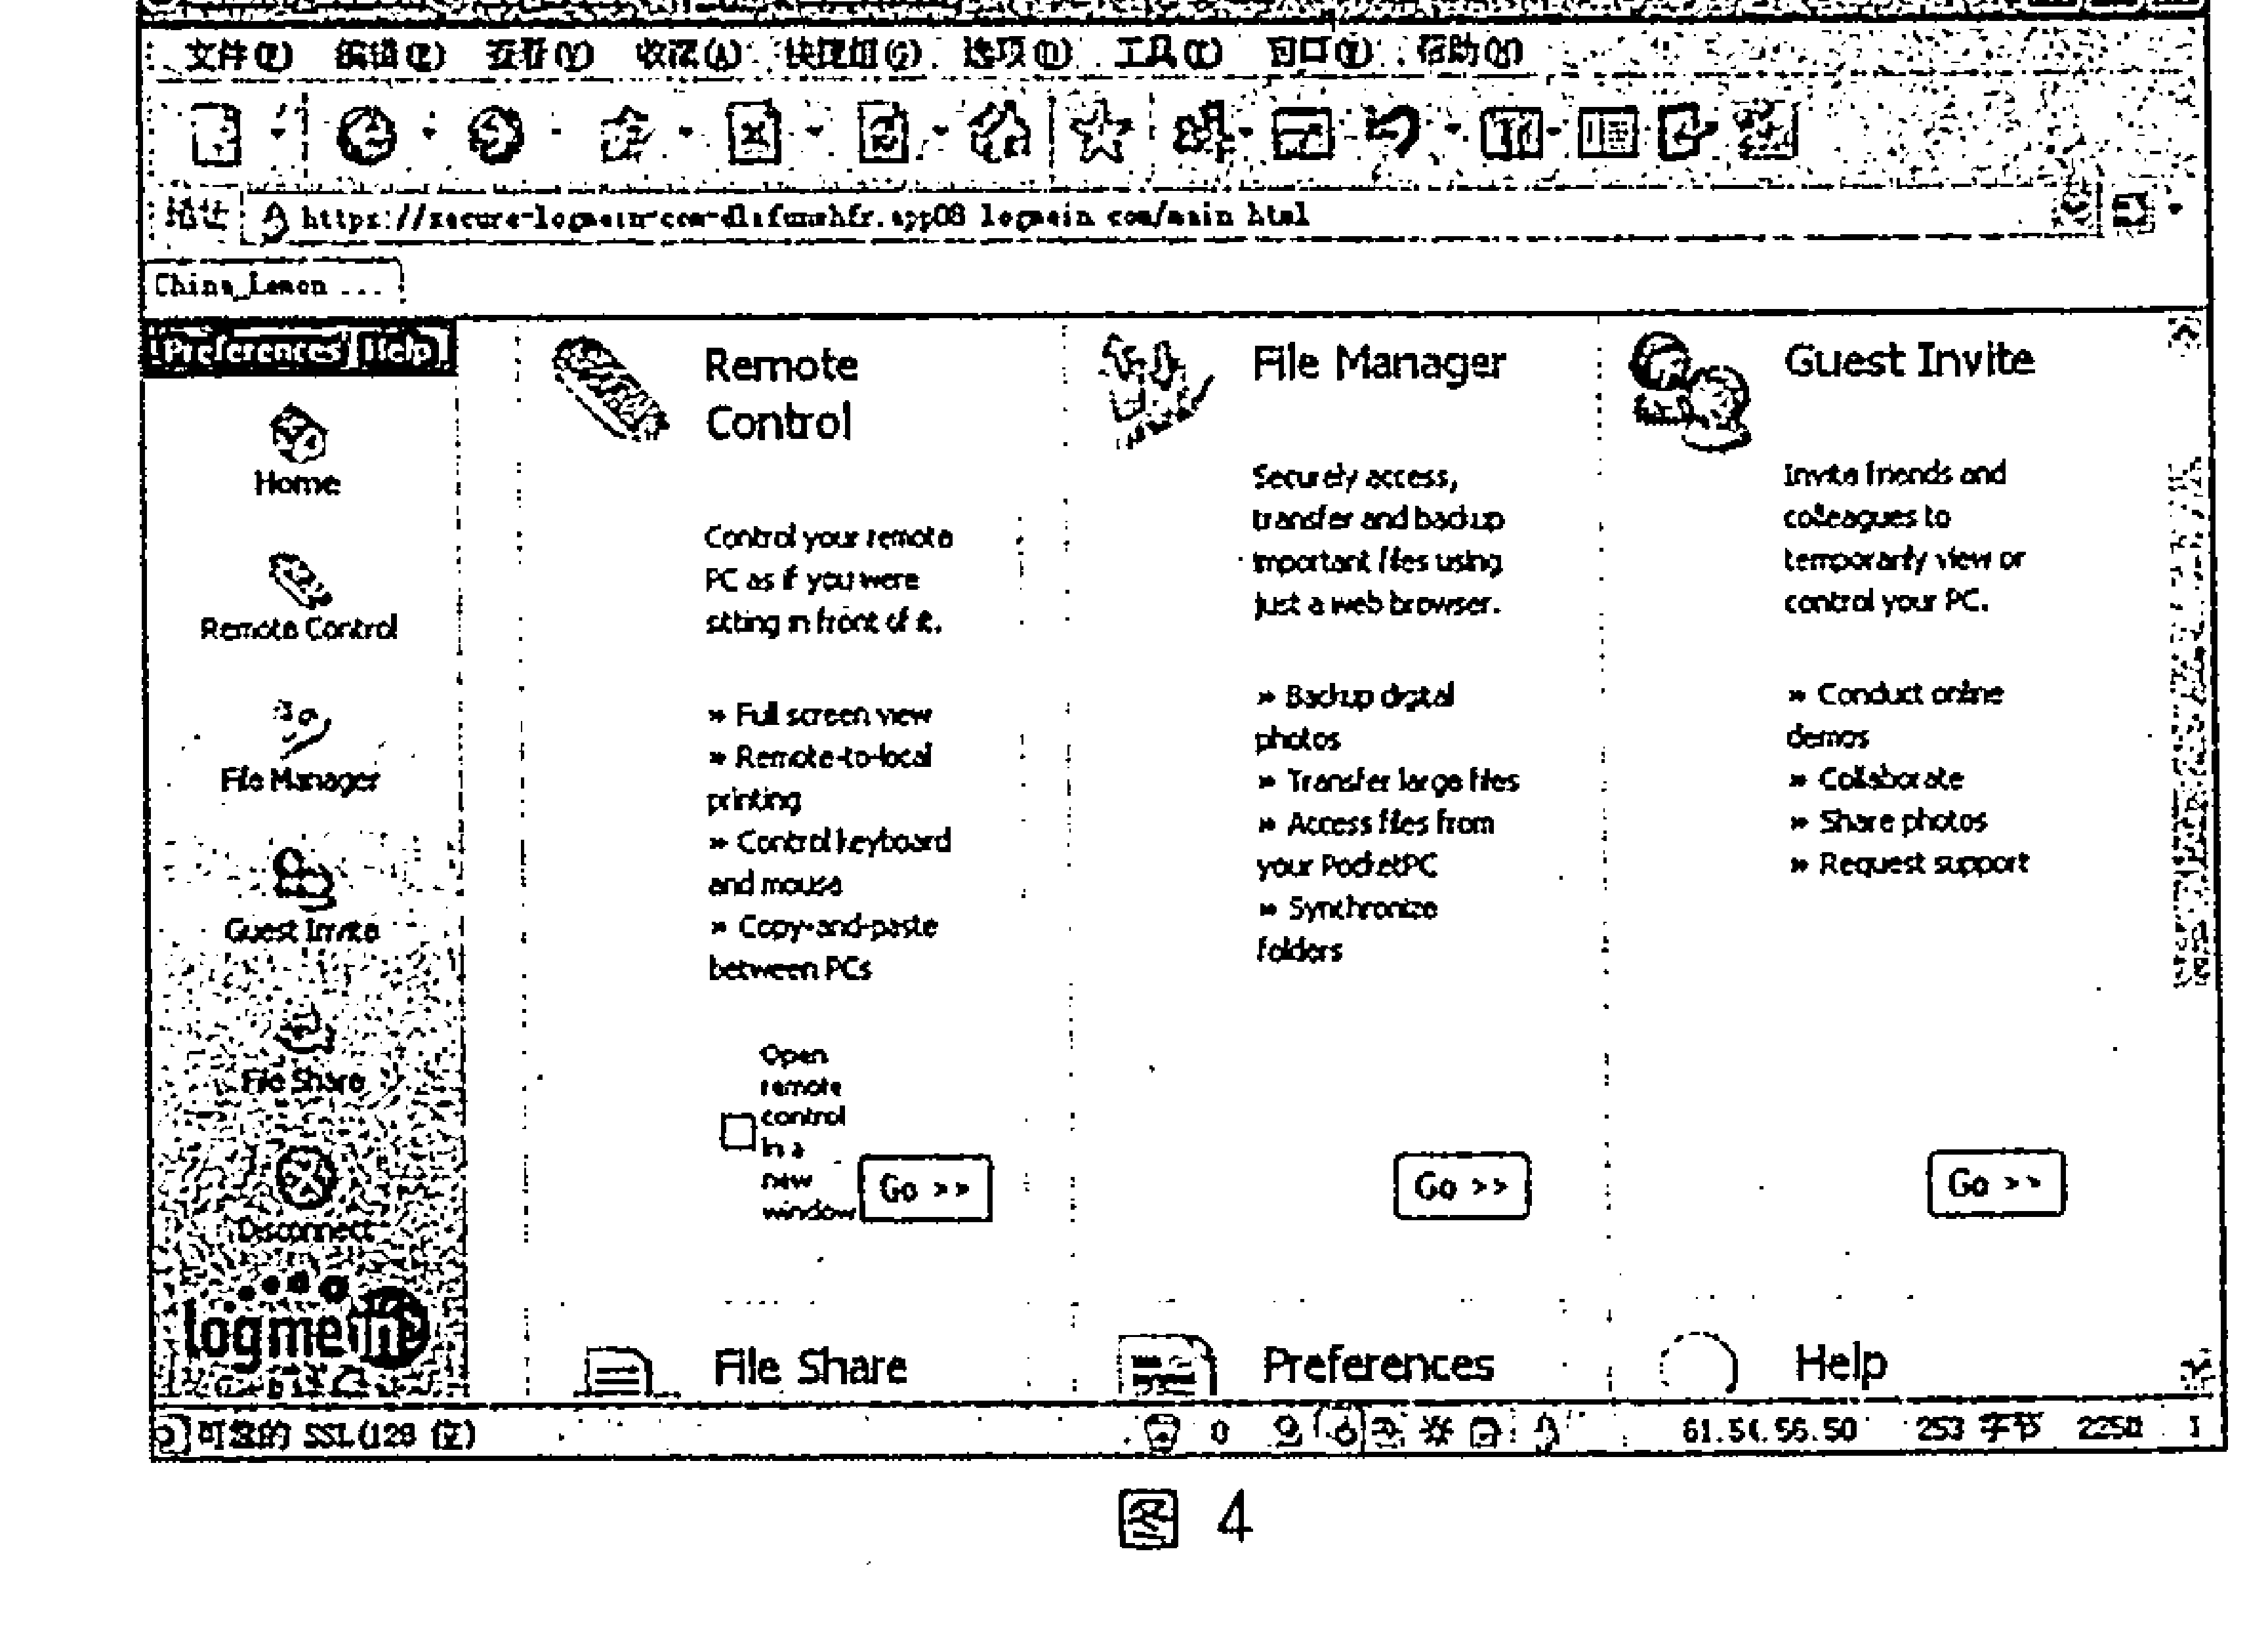 文件(F) 编辑(E) 查看(V) 收藏(A) 快捷组(G) 选项(O) 工具(T) 窗口(W) 帮助(H)
地址
China_Lemon ...
Preferences Help
Home
Remote Control
File Manager
Guest Invite
File Share
Disconnect
logmein
Remote
Control
Control your remote
PC as if you were
sitting in front of it.
» Full screen view
» Remote-to-local
printing
» Control keyboard
and mouse
» Copy-and-paste
between PCs
Open
remote
control
in a
new
window
Go >>
File Manager
Securely access,
transfer and backup
important files using
just a web browser.
» Backup digital
photos
» Transfer large files
» Access files from
your PocketPC
» Synchronize
folders
Go >>
Guest Invite
Invite friends and
colleagues to
temporarily view or
control your PC.
» Conduct online
demos
» Collaborate
» Share photos
» Request support
Go >>
File Share
Preferences
Help
SSL(128 位)
0
253 字节
1
图 4